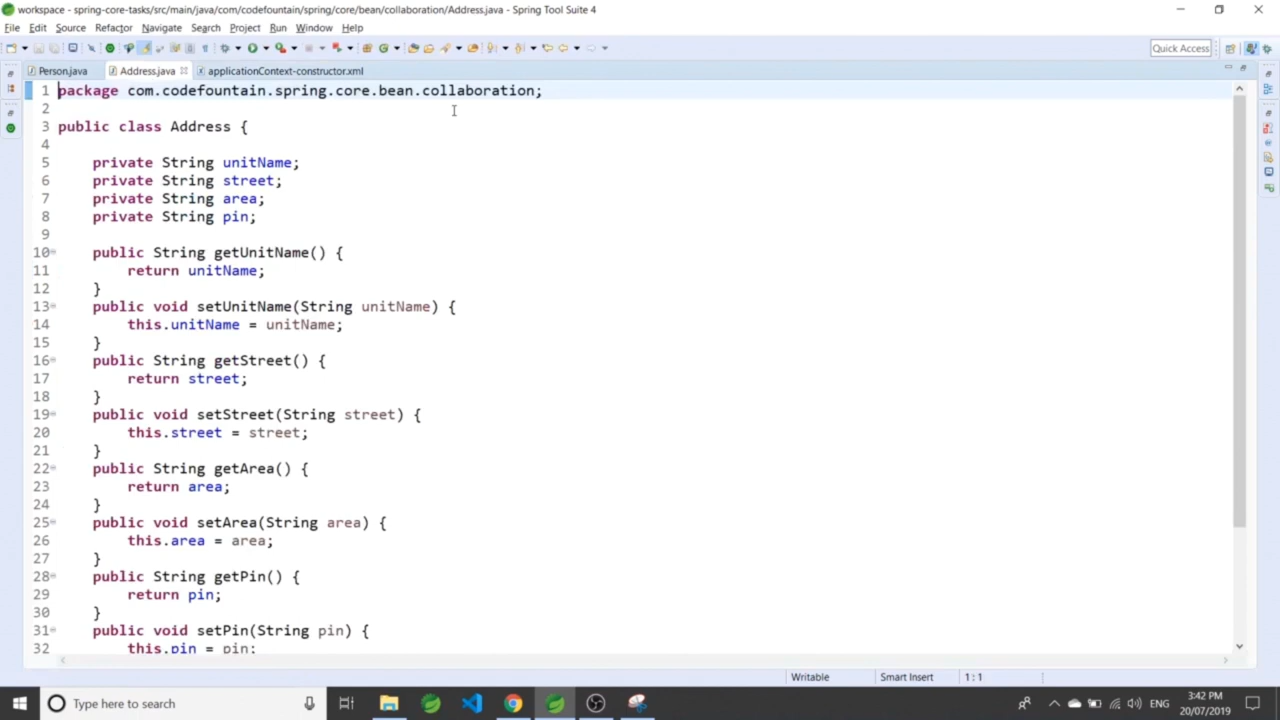 workspace - spring-core-tasks/src/main/java/com/codefountain/spring/core/bean/collaboration/Address.java - Spring Tool Suite 4
File Edit Source Refactor Navigate Search Project Run Window Help
Quick Access
Person.java Address.java applicationContext-constructor.xml
1 package com.codefountain.spring.core.bean.collaboration;
2
3 public class Address {
4
5 private String unitName;
6 private String street;
7 private String area;
8 private String pin;
9
10 public String getUnitName() {
11 return unitName;
12 }
13 public void setUnitName(String unitName) {
14 this.unitName = unitName;
15 }
16 public String getStreet() {
17 return street;
18 }
19 public void setStreet(String street) {
20 this.street = street;
21 }
22 public String getArea() {
23 return area;
24 }
25 public void setArea(String area) {
26 this.area = area;
27 }
28 public String getPin() {
29 return pin;
30 }
31 public void setPin(String pin) {
32 this.pin = pin;
Writable Smart Insert 1 : 1
Type here to search
ENG
3:42 PM
20/07/2019